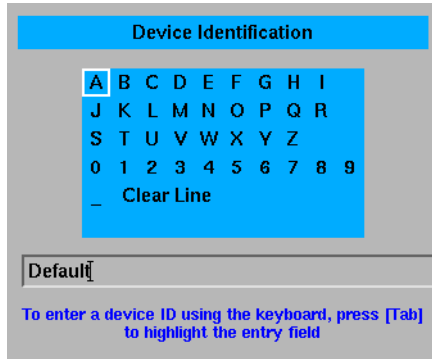 Device Identification
A B C D E F G H I
J K L M N O P Q R
S T U V W X Y Z
0 1 2 3 4 5 6 7 8 9
_ Clear Line
Default
To enter a device ID using the keyboard, press [Tab]
to highlight the entry field